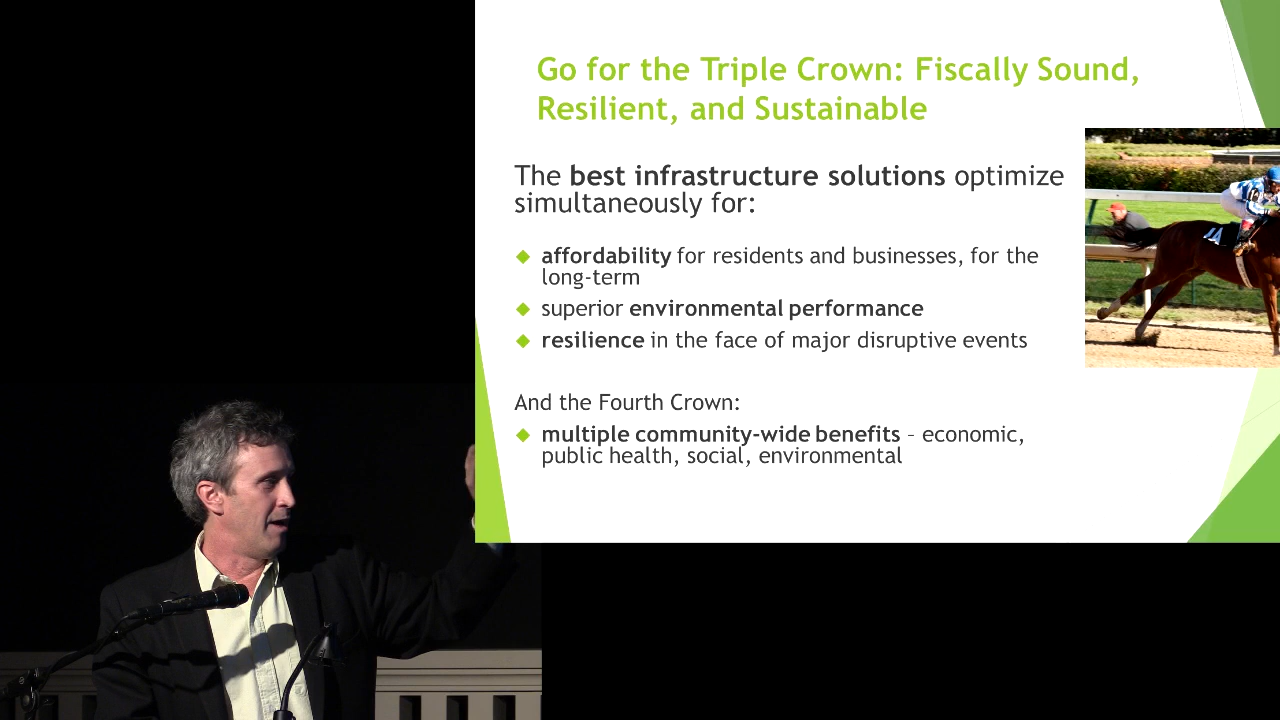 Go for the Triple Crown: Fiscally Sound,
Resilient, and Sustainable
The best infrastructure solutions optimize
simultaneously for:
affordability for residents and businesses, for the
long-term
superior environmental performance
resilience in the face of major disruptive events
And the Fourth Crown:
multiple community-wide benefits – economic,
public health, social, environmental